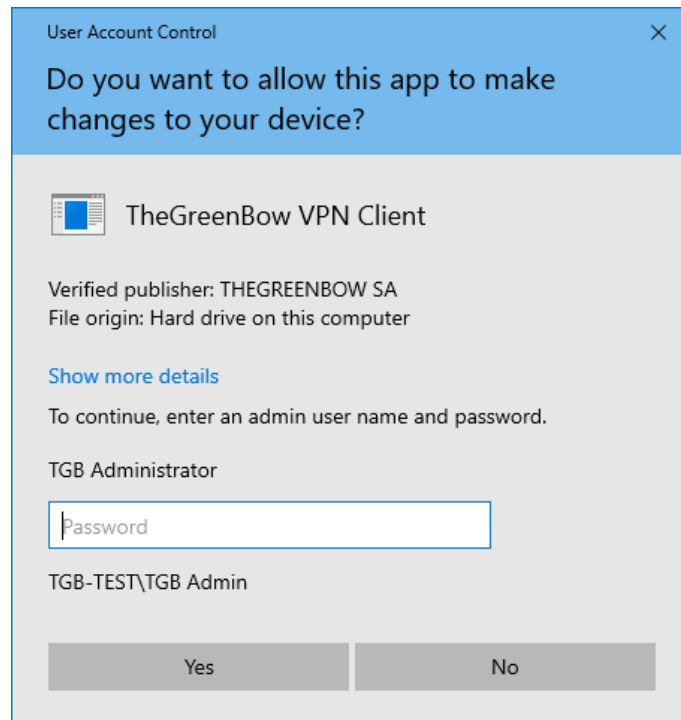 User Account Control
Do you want to allow this app to make
changes to your device?
TheGreenBow VPN Client
Verified publisher: THEGREENBOW SA
File origin: Hard drive on this computer
Show more details
To continue, enter an admin user name and password.
TGB Administrator
Password
TGB-TEST\TGB Admin
Yes
No